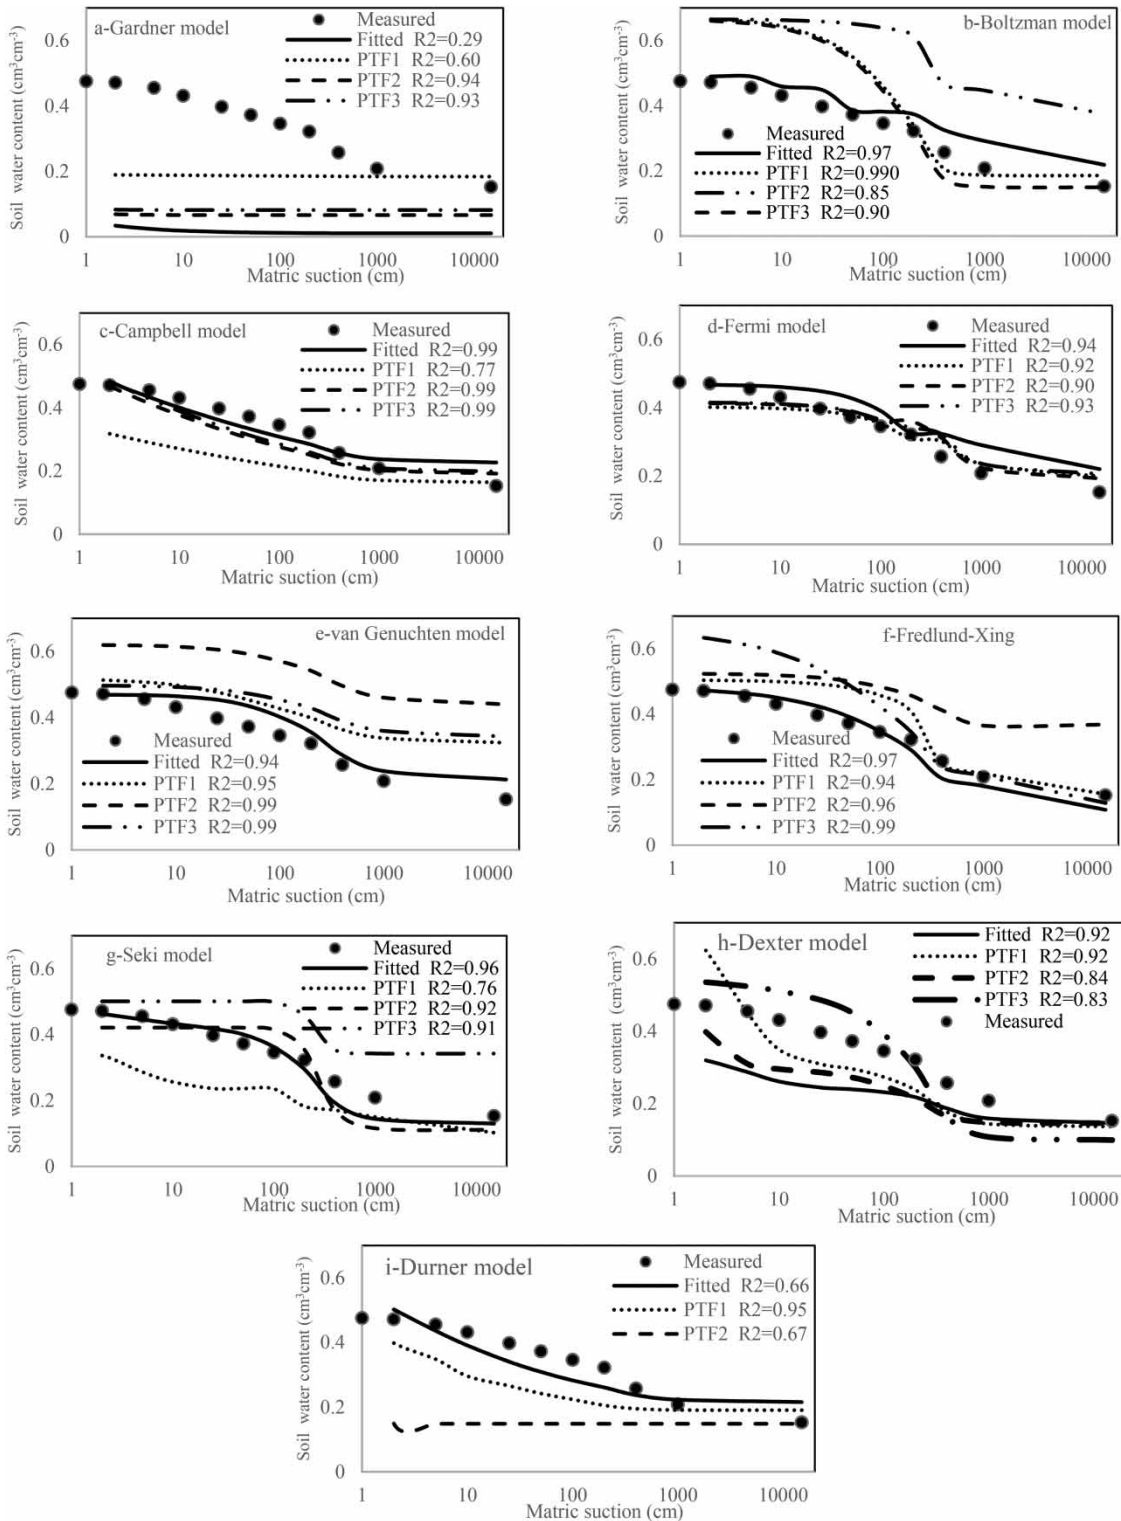 a-Gardner model
Measured
Fitted R2=0.29
PTF1 R2=0.60
PTF2 R2=0.94
PTF3 R2=0.93
Soil water content (cm³cm⁻³)
0.6
0.4
0.2
0
1 10 100 1000 10000
Matric suction (cm)
b-Boltzman model
Measured
Fitted R2=0.97
PTF1 R2=0.990
PTF2 R2=0.85
PTF3 R2=0.90
Soil water content (cm³cm⁻³)
0.6
0.4
0.2
0
1 10 100 1000 10000
Matric suction (cm)
c-Campbell model
Measured
Fitted R2=0.99
PTF1 R2=0.77
PTF2 R2=0.99
PTF3 R2=0.99
Soil water content (cm³cm⁻³)
0.6
0.4
0.2
0
1 10 100 1000 10000
Matric suction (cm)
d-Fermi model
Measured
Fitted R2=0.94
PTF1 R2=0.92
PTF2 R2=0.90
PTF3 R2=0.93
Soil water content (cm³cm⁻³)
0.6
0.4
0.2
0
1 10 100 1000 10000
Matric suction (cm)
e-van Genuchten model
Measured
Fitted R2=0.94
PTF1 R2=0.95
PTF2 R2=0.99
PTF3 R2=0.99
Soil water content (cm³cm⁻³)
0.6
0.4
0.2
0
1 10 100 1000 10000
Matric suction (cm)
f-Fredlund-Xing
Measured
Fitted R2=0.97
PTF1 R2=0.94
PTF2 R2=0.96
PTF3 R2=0.99
Soil water content (cm³cm⁻³)
0.6
0.4
0.2
0
1 10 100 1000 10000
Matric suction (cm)
g-Seki model
Measured
Fitted R2=0.96
PTF1 R2=0.76
PTF2 R2=0.92
PTF3 R2=0.91
Soil water content (cm³cm⁻³)
0.6
0.4
0.2
0
1 10 100 1000 10000
Matric suction (cm)
h-Dexter model
Fitted R2=0.92
PTF1 R2=0.92
PTF2 R2=0.84
PTF3 R2=0.83
Measured
Soil water content (cm³cm⁻³)
0.6
0.4
0.2
0
1 10 100 1000 10000
Matric suction (cm)
i-Durner model
Measured
Fitted R2=0.66
PTF1 R2=0.95
PTF2 R2=0.67
Soil water content (cm³cm⁻³)
0.6
0.4
0.2
0
1 10 100 1000 10000
Matric suction (cm)